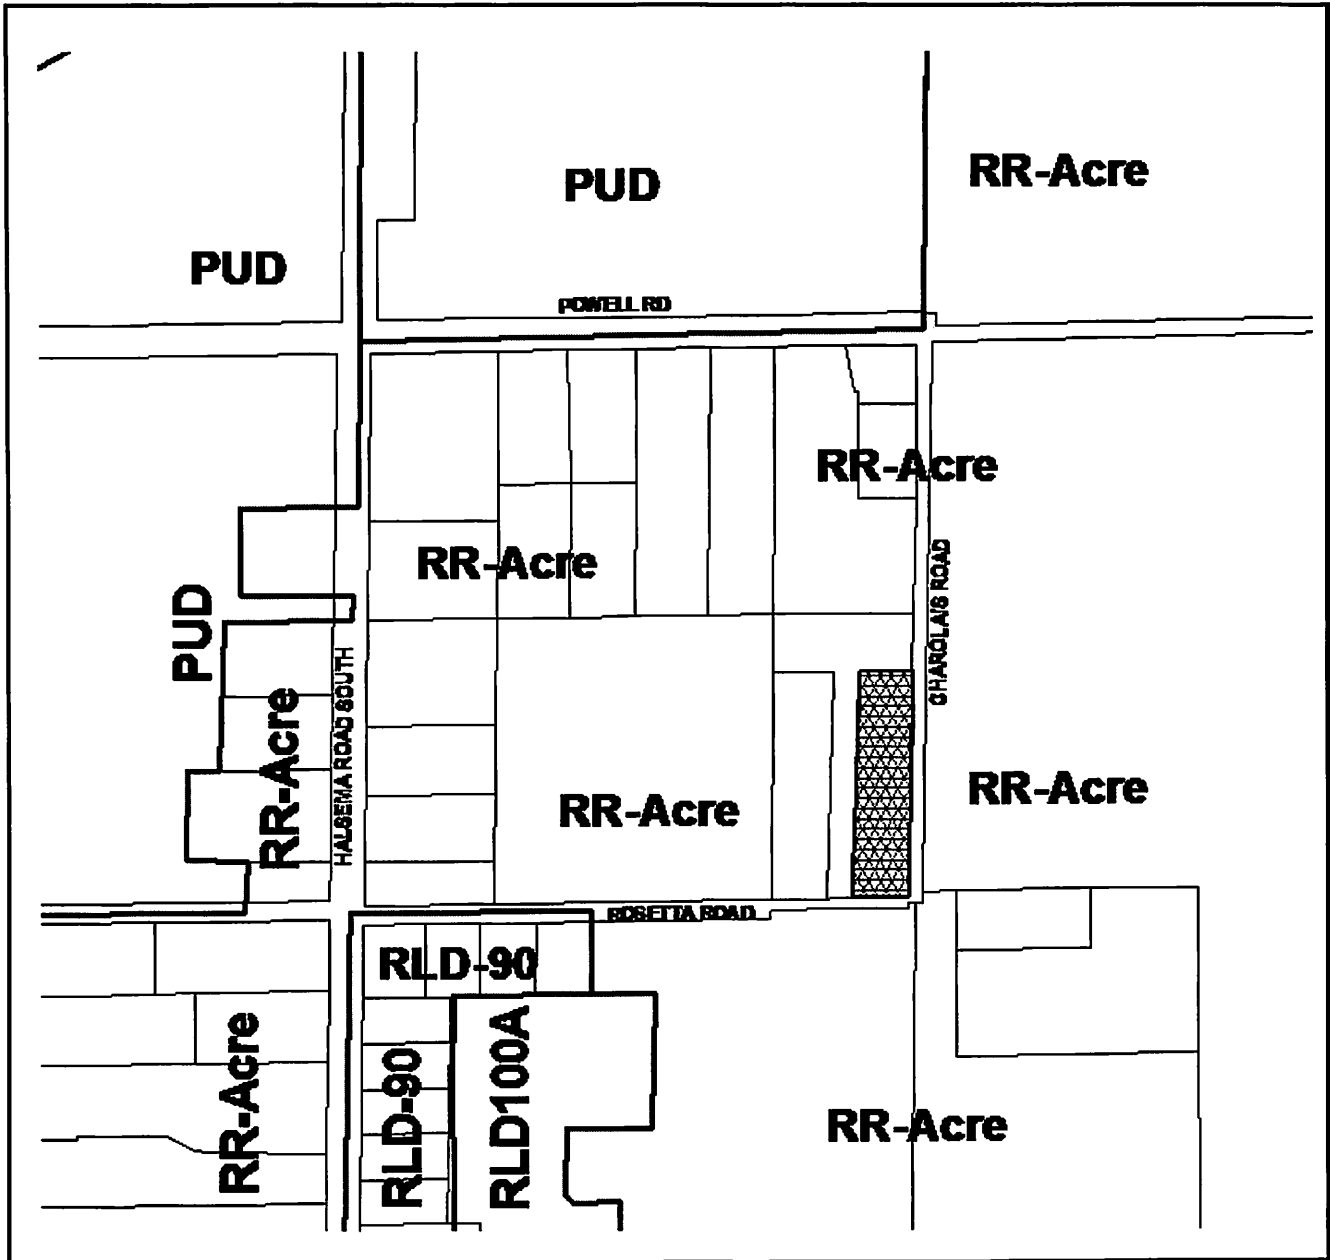 RR-Acre
PUD
PUD
POWELL RD
RR-Acre
RR-Acre
CHAROLAIS ROAD
PUD
HALSEMA ROAD SOUTH
RR-Acre
RR-Acre
RR-Acre
ROSETTA ROAD
RLD-90
RR-Acre
RLD-90
RLD100A
RR-Acre